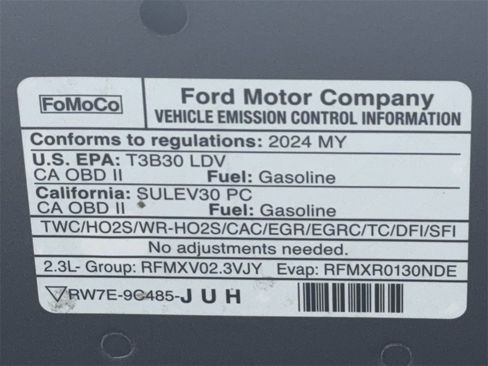 FoMoCo
Ford Motor Company
VEHICLE EMISSION CONTROL INFORMATION
Conforms to regulations: 2024 MY
U.S. EPA: T3B30 LDV
CA OBD II Fuel: Gasoline
California: SULEV30 PC
CA OBD II Fuel: Gasoline
TWC/HO2S/WR-HO2S/CAC/EGR/EGRC/TC/DFI/SFI
No adjustments needed.
2.3L- Group: RFMXV02.3VJY Evap: RFMXR0130NDE
RW7E-9C485-JUH